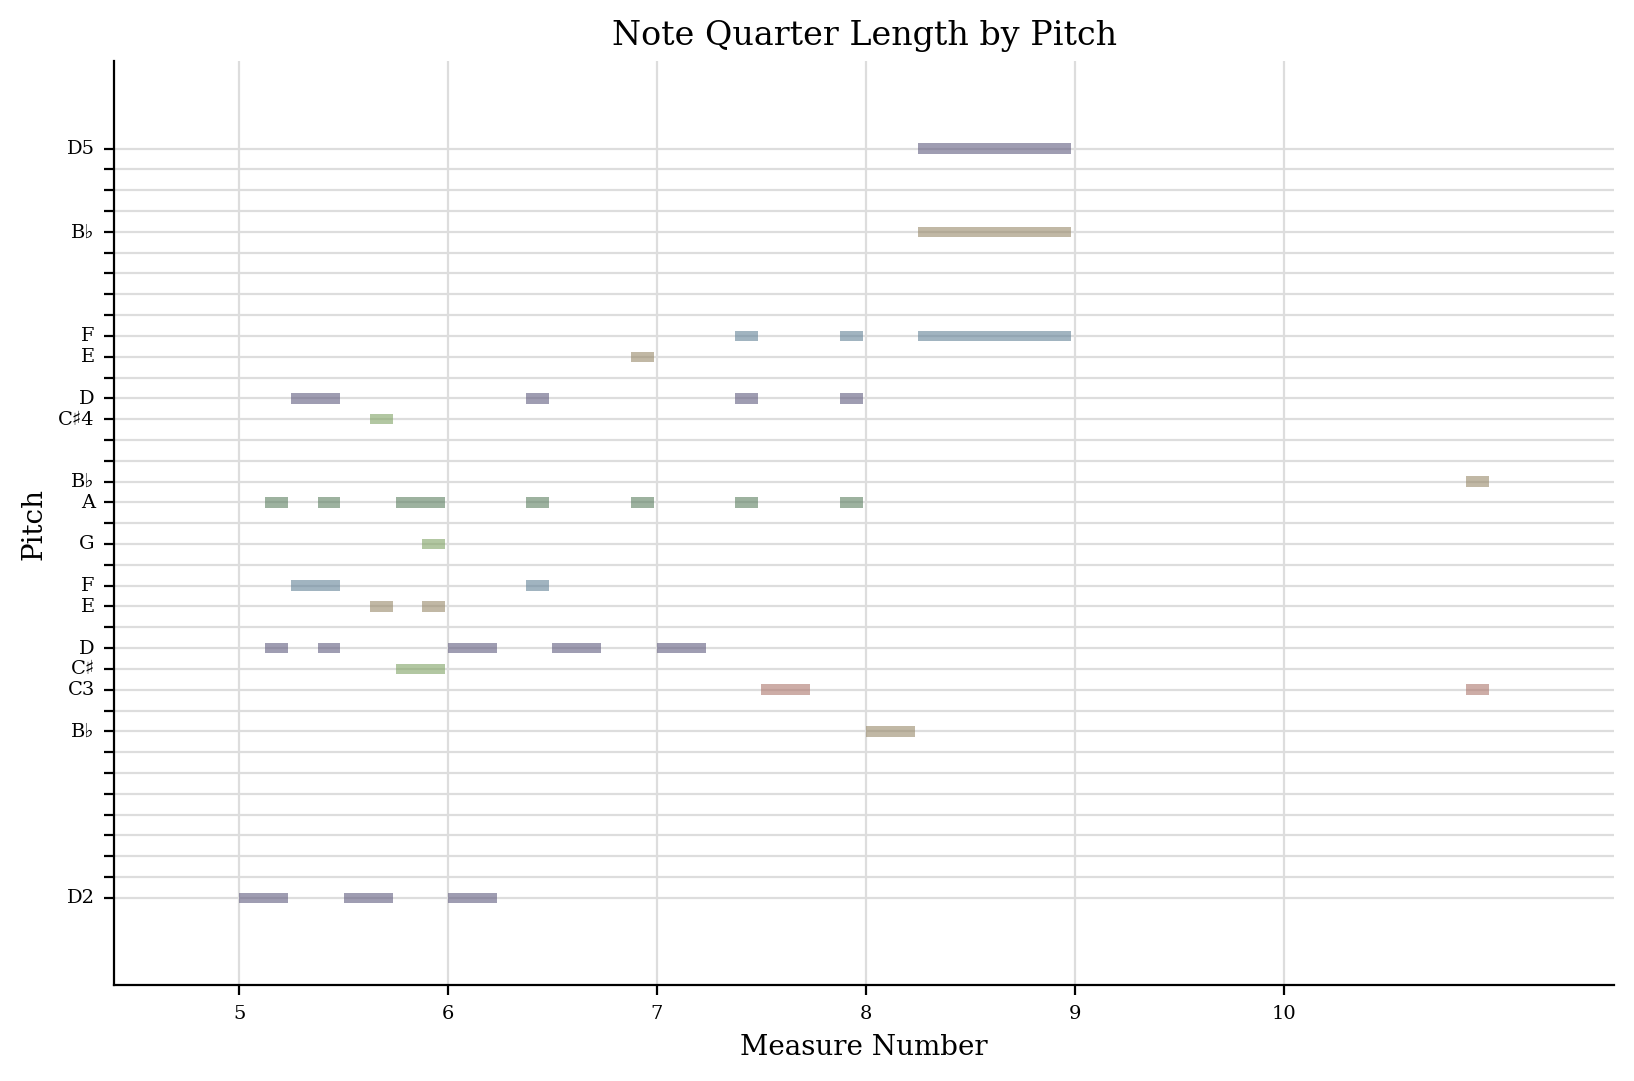 Note Quarter Length by Pitch
Pitch
D5
B♭
F
E
D
C♯4
B♭
A
G
F
E
D
C♯
C3
B♭
D2
5 6 7 8 9 10
Measure Number